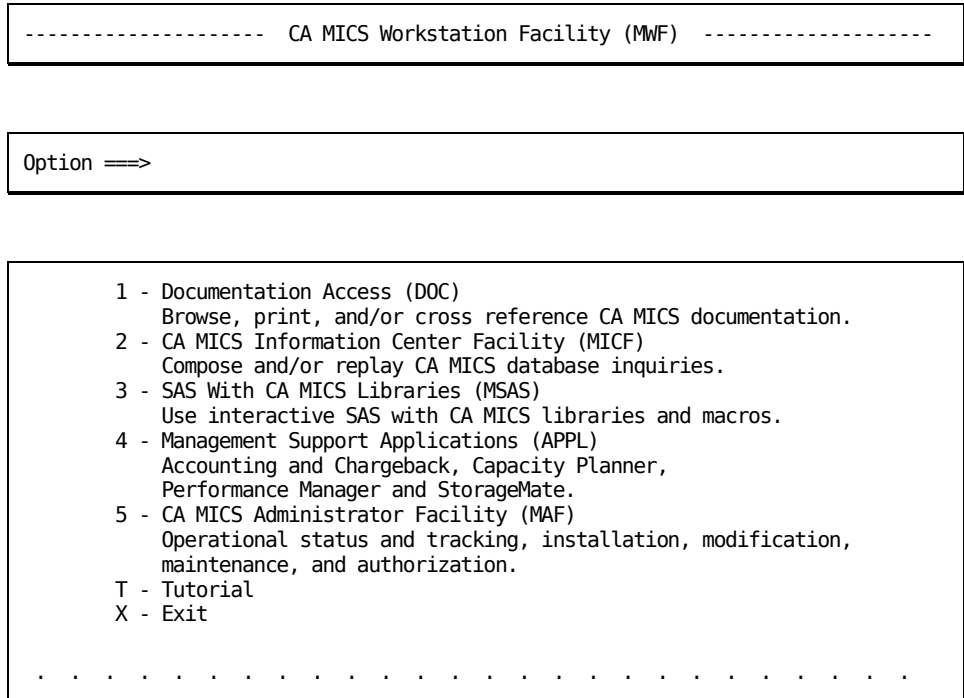 --------------------- CA MICS Workstation Facility (MWF) --------------------
Option ===>
1 - Documentation Access (DOC)
Browse, print, and/or cross reference CA MICS documentation.
2 - CA MICS Information Center Facility (MICF)
Compose and/or replay CA MICS database inquiries.
3 - SAS With CA MICS Libraries (MSAS)
Use interactive SAS with CA MICS libraries and macros.
4 - Management Support Applications (APPL)
Accounting and Chargeback, Capacity Planner,
Performance Manager and StorageMate.
5 - CA MICS Administrator Facility (MAF)
Operational status and tracking, installation, modification,
maintenance, and authorization.
T - Tutorial
X - Exit
. . . . . . . . . . . . . . . . . . . . . . . . . .